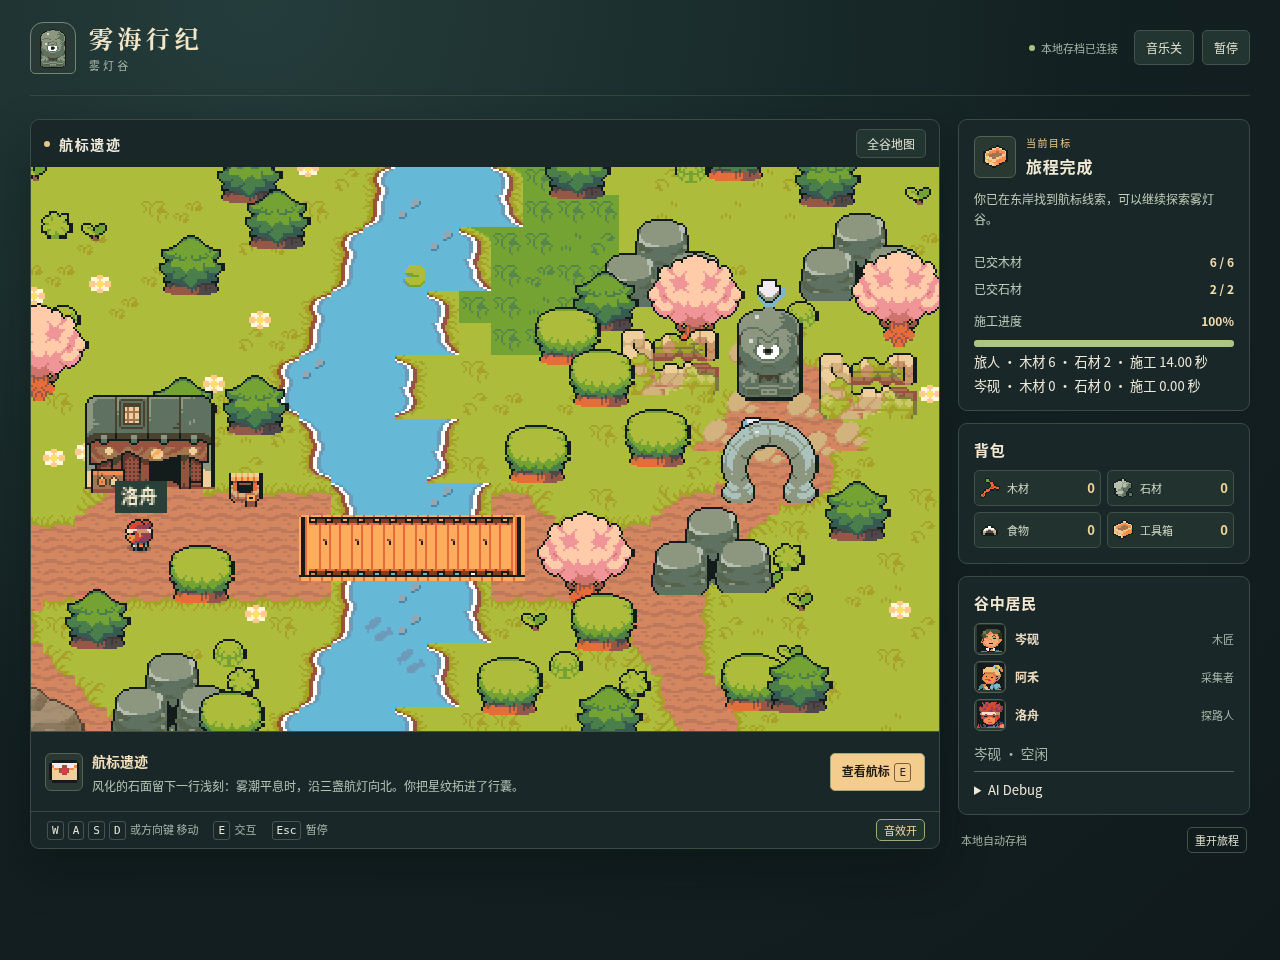 雾海行纪
雾灯谷
本地存档已连接
音乐关
暂停
航标遗迹
全谷地图
洛舟
航标遗迹
风化的石面留下一行浅刻：雾潮平息时，沿三盏航灯向北。你把星纹拓进了行囊。
查看航标 E
W A S D 或方向键 移动 E 交互 Esc 暂停
音效开
当前目标
旅程完成
你已在东岸找到航标线索，可以继续探索雾灯
谷。
已交木材 6 / 6
已交石材 2 / 2
施工进度 100%
旅人 · 木材 6 · 石材 2 · 施工 14.00 秒
岑砚 · 木材 0 · 石材 0 · 施工 0.00 秒
背包
木材 0
石材 0
食物 0
工具箱 0
谷中居民
岑砚 木匠
阿禾 采集者
洛舟 探路人
岑砚 · 空闲
▶ AI Debug
本地自动存档
重开旅程